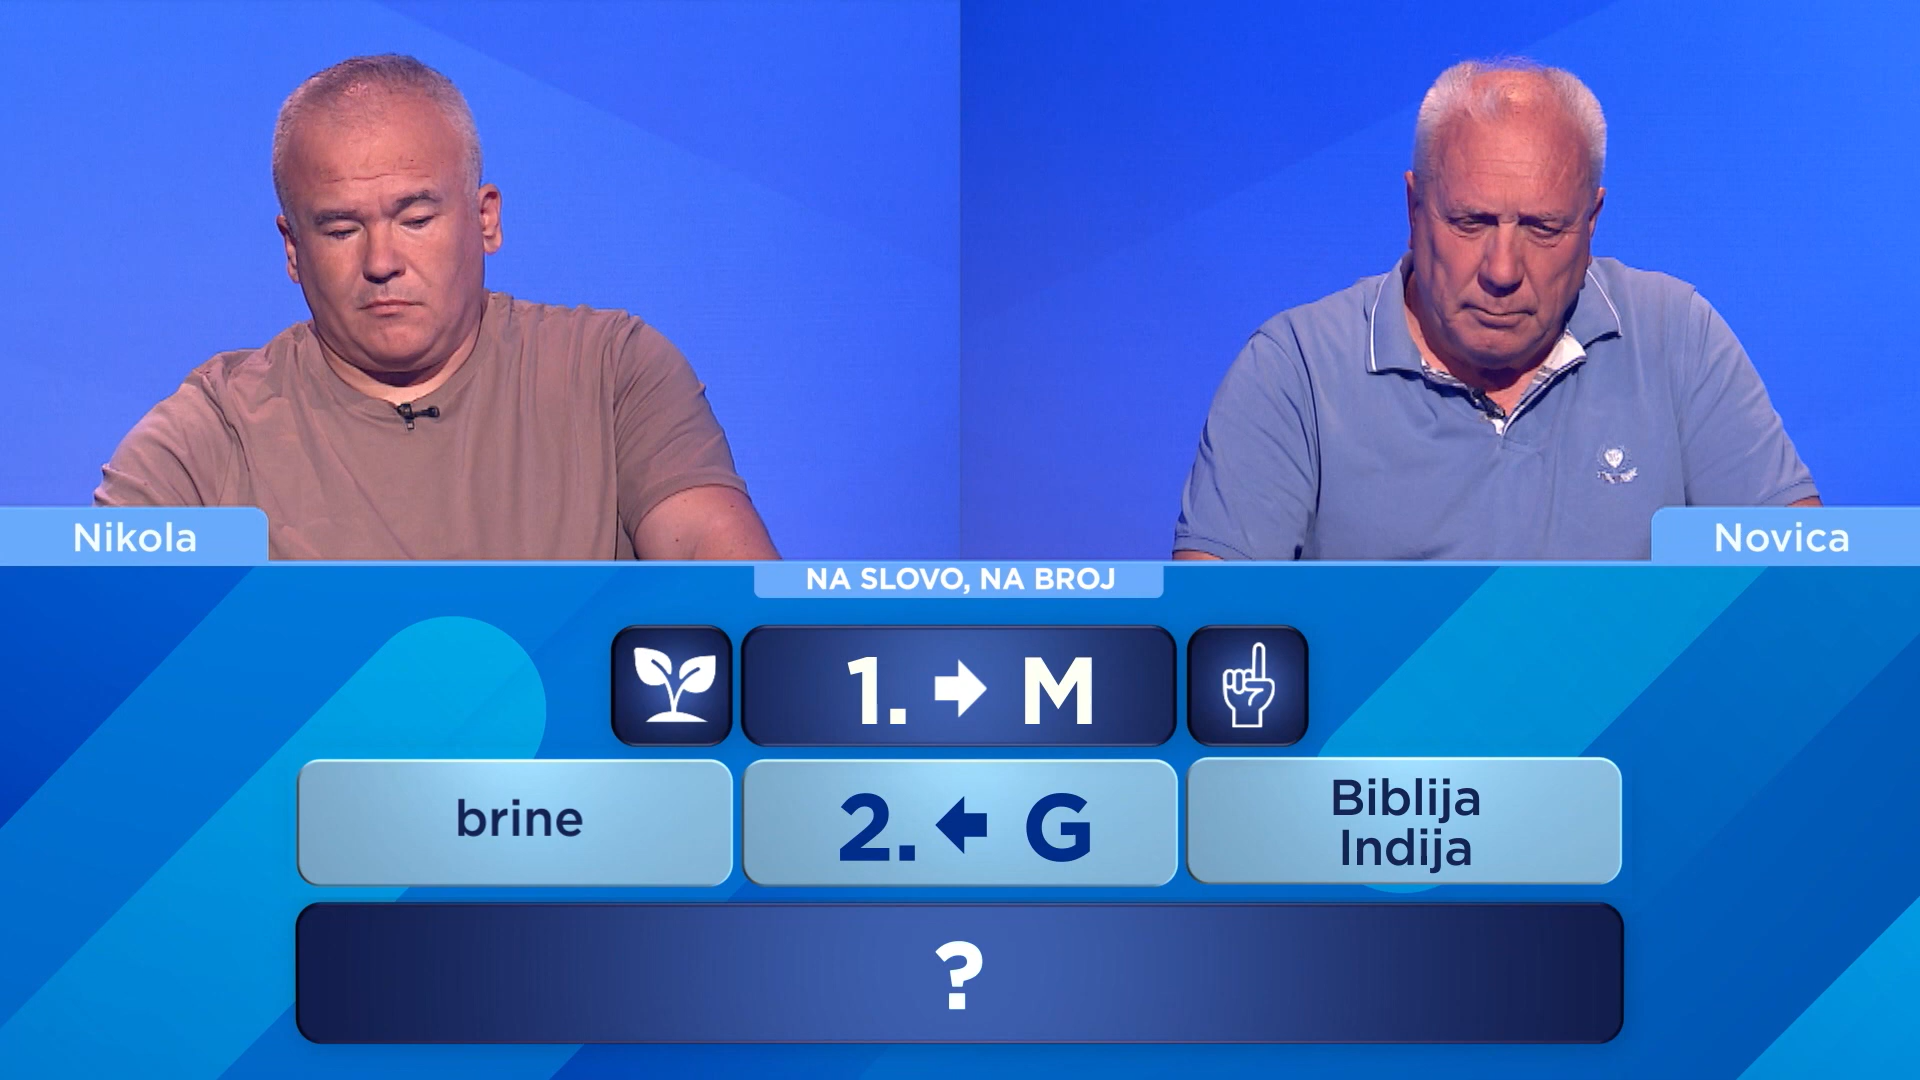 Nikola
Novica
NA SLOVO, NA BROJ
1. → M
brine
2. ← G
Biblija
Indija
?